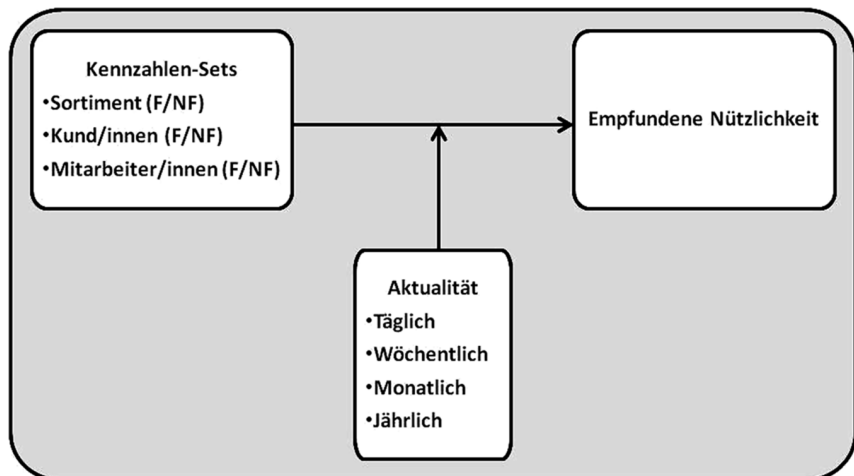 Kennzahlen-Sets
•Sortiment (F/NF)
•Kund/innen (F/NF)
•Mitarbeiter/innen (F/NF)
Empfundene Nützlichkeit
Aktualität
•Täglich
•Wöchentlich
•Monatlich
•Jährlich